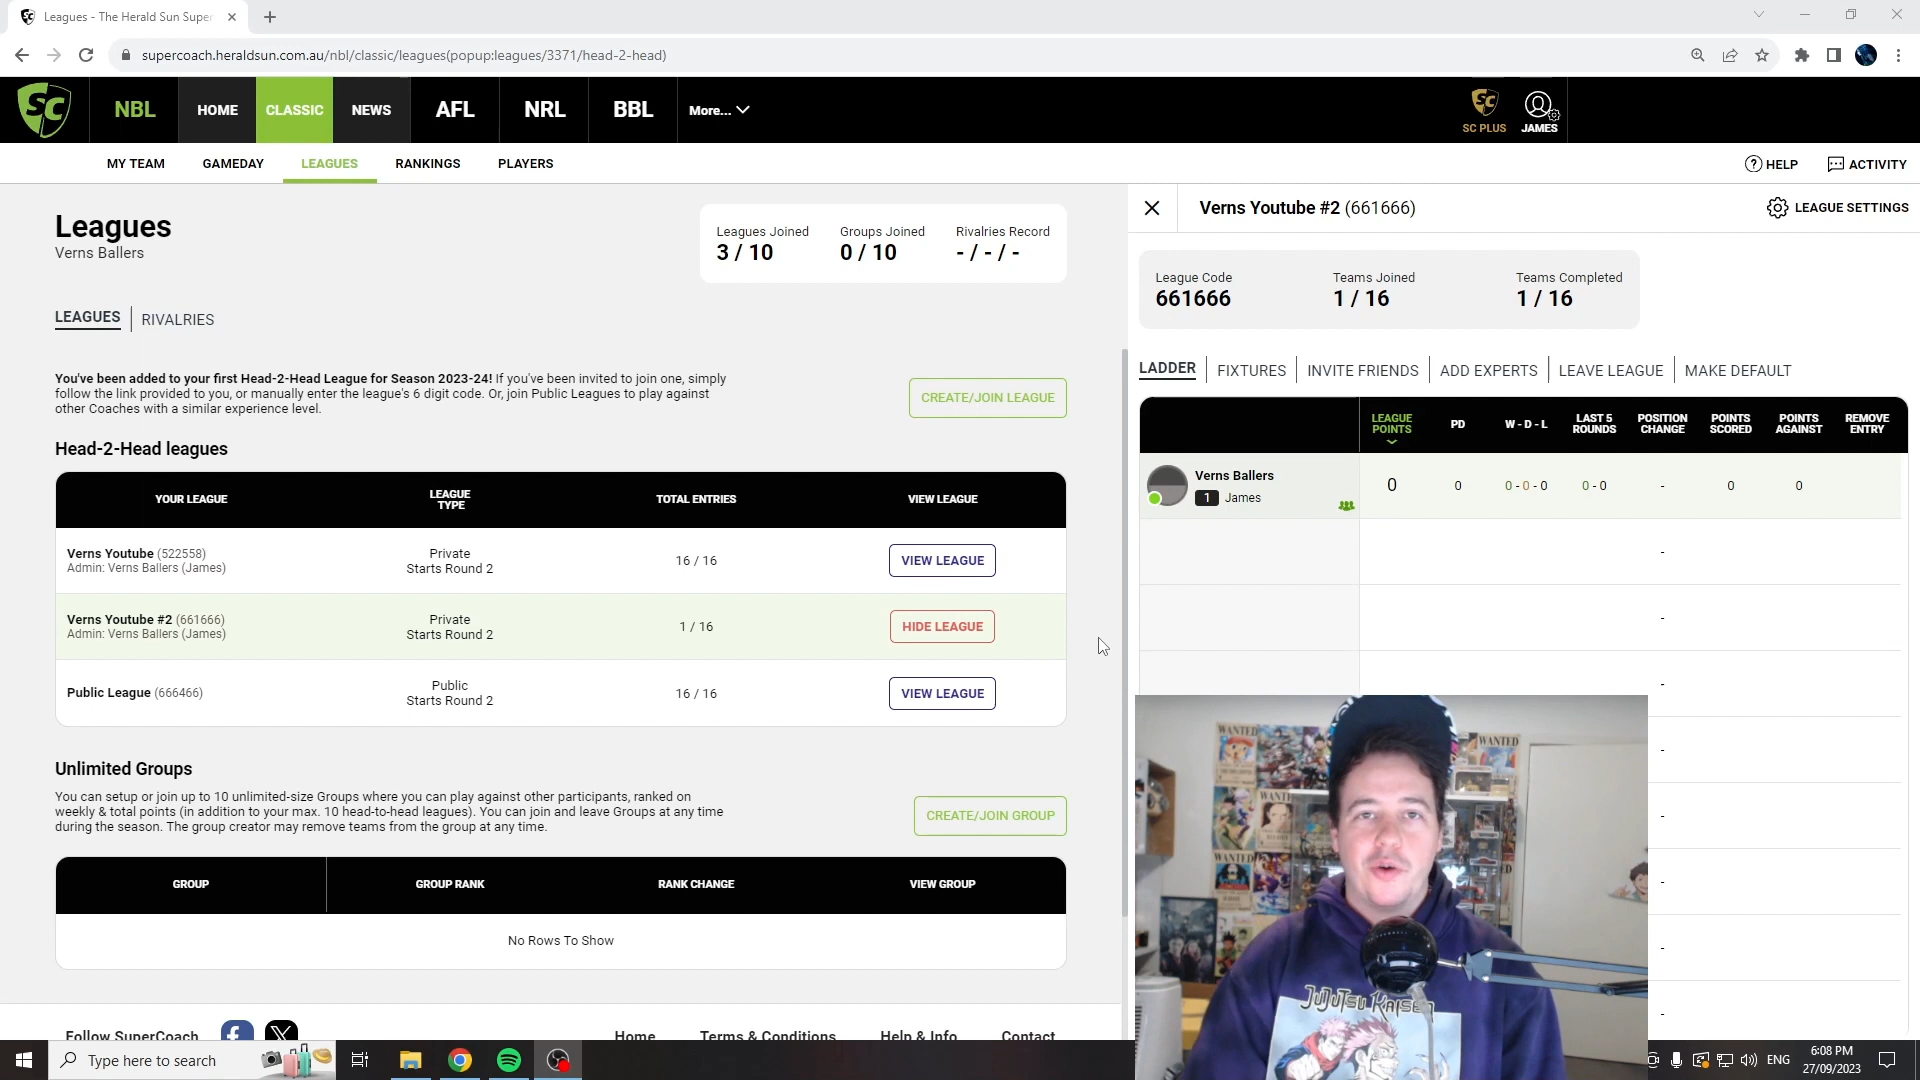 Leagues - The Herald Sun Super
supercoach.heraldsun.com.au/nbl/classic/leagues(popup:leagues/3371/head-2-head)
SC
NBL
HOME
CLASSIC
NEWS
AFL
NRL
BBL
More...
SC PLUS
JAMES
MY TEAM
GAMEDAY
LEAGUES
RANKINGS
PLAYERS
HELP
ACTIVITY
Leagues
Verns Ballers
Leagues Joined
3 / 10
Groups Joined
0 / 10
Rivalries Record
- / - / -
LEAGUES
RIVALRIES
You've been added to your first Head-2-Head League for Season 2023-24! If you've been invited to join one, simply
follow the link provided to you, or manually enter the league's 6 digit code. Or, join Public Leagues to play against
other Coaches with a similar experience level.
CREATE/JOIN LEAGUE
Head-2-Head leagues
YOUR LEAGUE
LEAGUE
TYPE
TOTAL ENTRIES
VIEW LEAGUE
Verns Youtube (522558)
Admin: Verns Ballers (James)
Private
Starts Round 2
16 / 16
VIEW LEAGUE
Verns Youtube #2 (661666)
Admin: Verns Ballers (James)
Private
Starts Round 2
1 / 16
HIDE LEAGUE
Public League (666466)
Public
Starts Round 2
16 / 16
VIEW LEAGUE
Unlimited Groups
You can setup or join up to 10 unlimited-size Groups where you can play against other participants, ranked on
weekly & total points (in addition to your max. 10 head-to-head leagues). You can join and leave Groups at any time
during the season. The group creator may remove teams from the group at any time.
CREATE/JOIN GROUP
GROUP
GROUP RANK
RANK CHANGE
VIEW GROUP
No Rows To Show
Follow SuperCoach
Home
Terms & Conditions
Help & Info
Contact
Verns Youtube #2 (661666)
LEAGUE SETTINGS
League Code
661666
Teams Joined
1 / 16
Teams Completed
1 / 16
LADDER
FIXTURES
INVITE FRIENDS
ADD EXPERTS
LEAVE LEAGUE
MAKE DEFAULT
LEAGUE
POINTS
PD
W - D - L
LAST 5
ROUNDS
POSITION
CHANGE
POINTS
SCORED
POINTS
AGAINST
REMOVE
ENTRY
Verns Ballers
1 James
0
0
0 - 0 - 0
0 - 0
-
0
0
-
-
-
-
-
-
-
-
WANTED
WANTED
WANTED
WANTED
JUJUTSU KAISEN
Type here to search
ENG
6:08 PM
27/09/2023